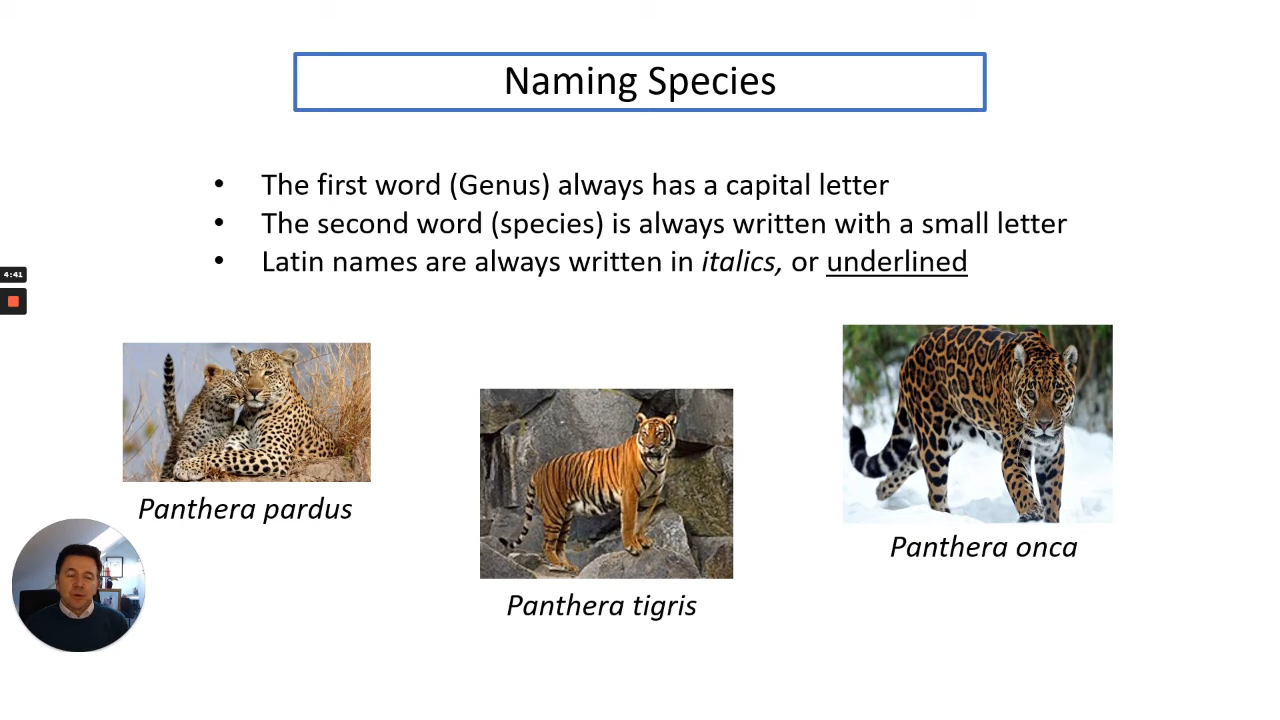 Naming Species
• The first word (Genus) always has a capital letter
• The second word (species) is always written with a small letter
• Latin names are always written in italics, or underlined
4:41
Panthera pardus
Panthera tigris
Panthera onca